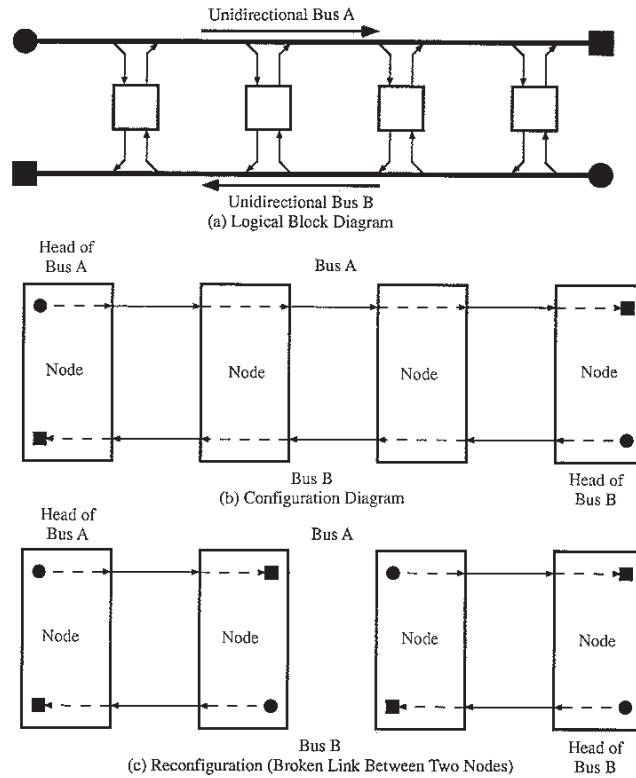 Unidirectional Bus A
Unidirectional Bus B
(a) Logical Block Diagram
Head of
Bus A
Bus A
Node
Node
Node
Node
Bus B
(b) Configuration Diagram
Head of
Bus B
Head of
Bus A
Bus A
Node
Node
Node
Node
Bus B
(c) Reconfiguration (Broken Link Between Two Nodes)
Head of
Bus B